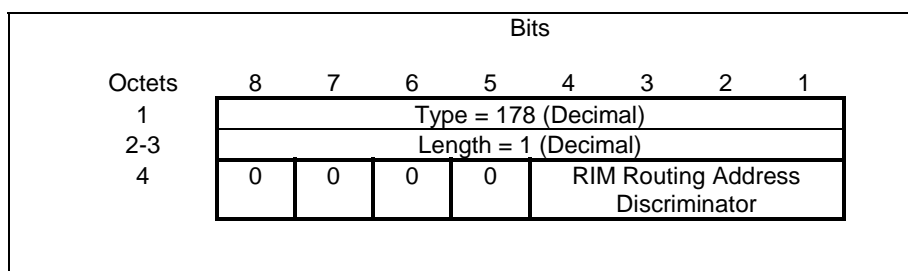 Bits
Octets 8 7 6 5 4 3 2 1
1 Type = 178 (Decimal)
2-3 Length = 1 (Decimal)
4 0 0 0 0 RIM Routing Address
Discriminator